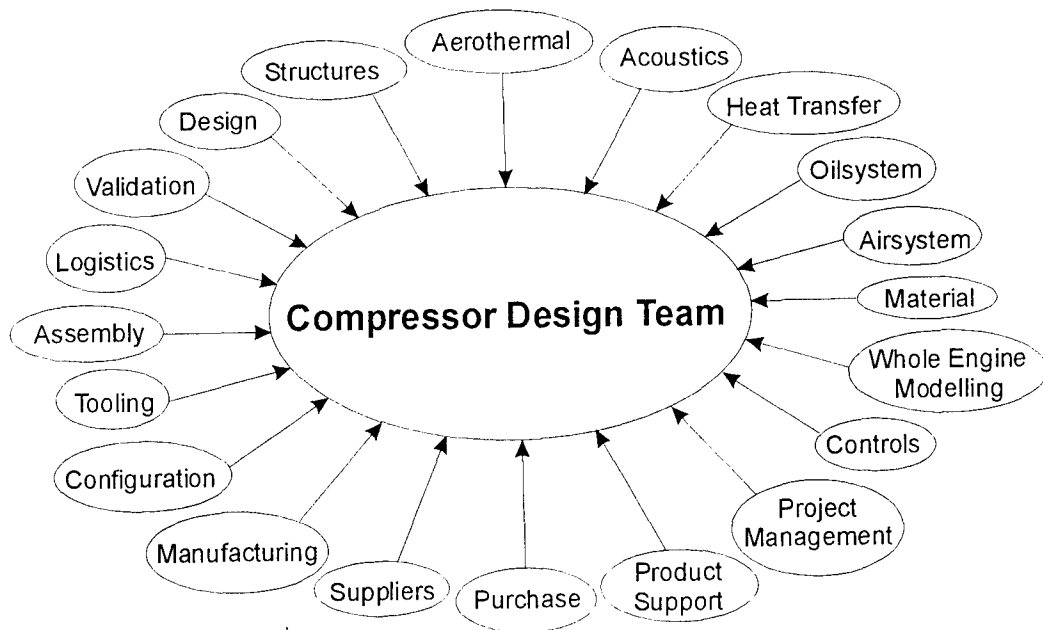 Aerothermal
Acoustics
Structures
Heat Transfer
Design
Oilsystem
Validation
Airsystem
Logistics
Material
Compressor Design Team
Assembly
Whole Engine
Modelling
Tooling
Controls
Configuration
Project
Management
Manufacturing
Product
Support
Suppliers
Purchase